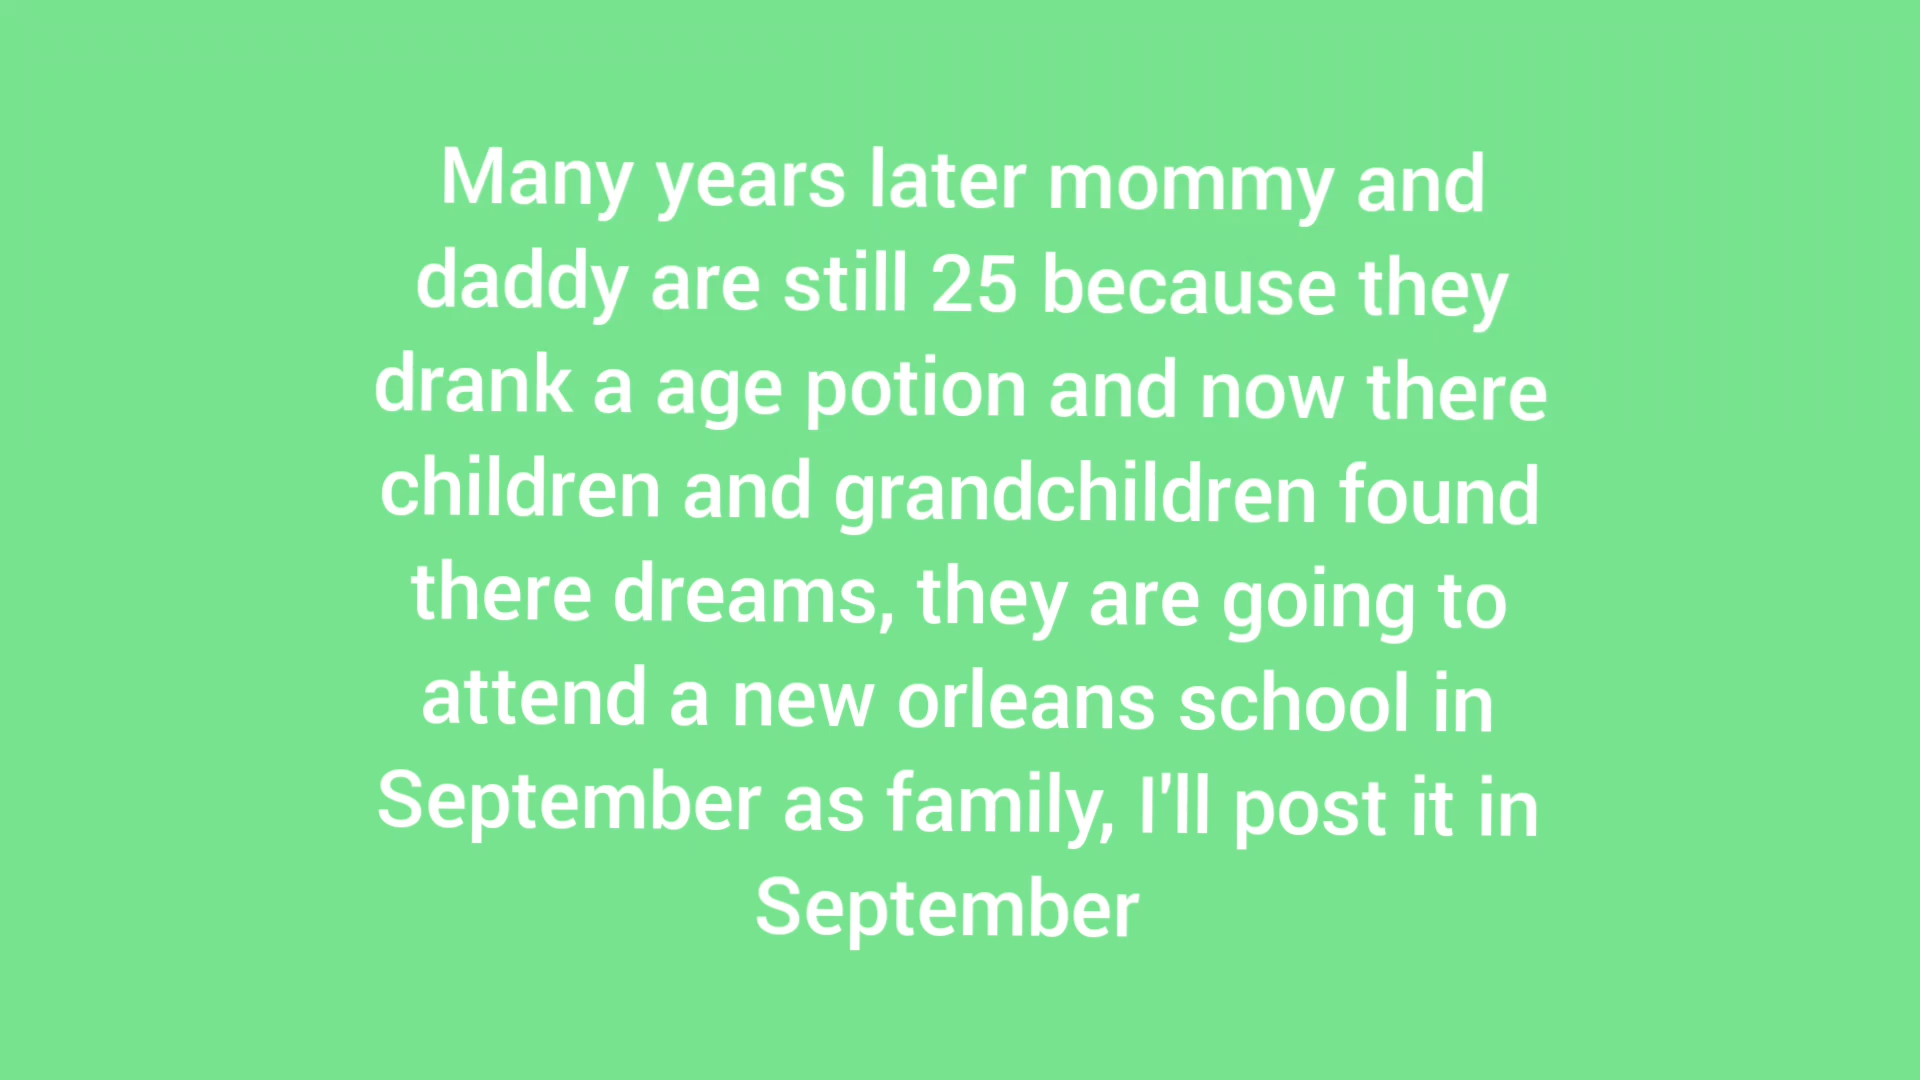 Many years later mommy and
daddy are still 25 because they
drank a age potion and now there
children and grandchildren found
there dreams, they are going to
attend a new orleans school in
September as family, I'll post it in
September